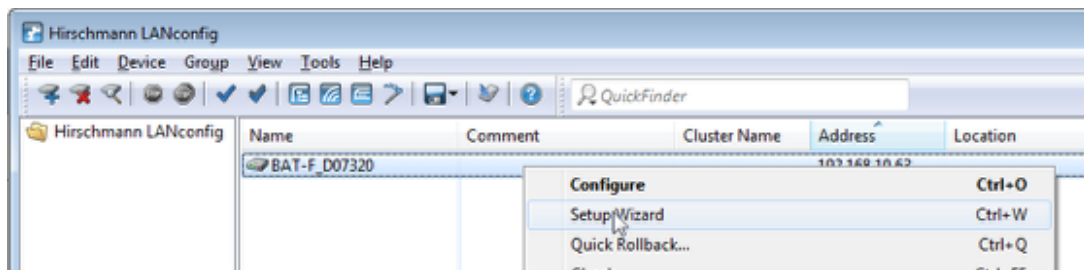 Hirschmann LANconfig
File Edit Device Group View Tools Help
QuickFinder
Hirschmann LANconfig
Name Comment Cluster Name Address Location
BAT-F_D07320
Configure Ctrl+O
Setup Wizard Ctrl+W
Quick Rollback... Ctrl+Q